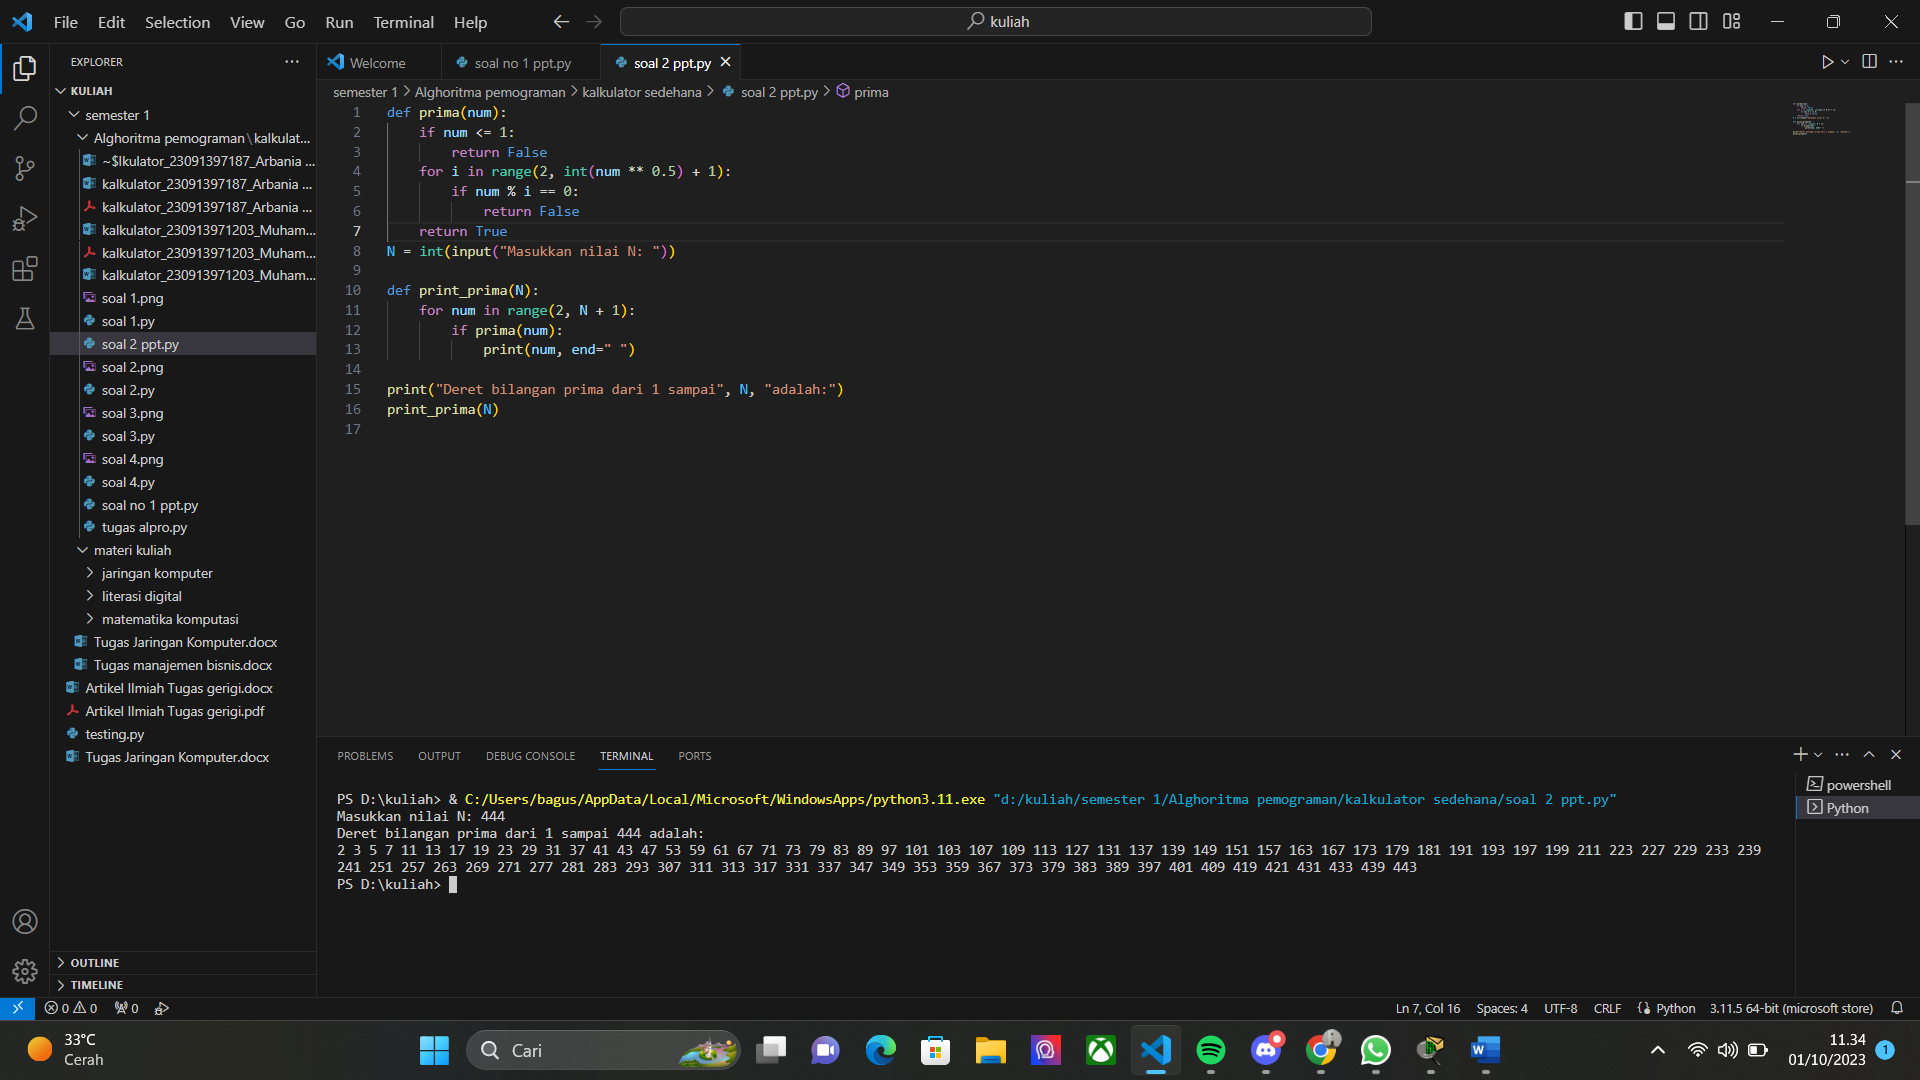 File Edit Selection View Go Run Terminal Help
kuliah
EXPLORER
KULIAH
semester 1
Alghoritma pemograman\kalkulat...
~$lkulator_23091397187_Arbania ...
kalkulator_23091397187_Arbania ...
kalkulator_23091397187_Arbania ...
kalkulator_230913971203_Muham...
kalkulator_230913971203_Muham...
kalkulator_230913971203_Muham...
soal 1.png
soal 1.py
soal 2 ppt.py
soal 2.png
soal 2.py
soal 3.png
soal 3.py
soal 4.png
soal 4.py
soal no 1 ppt.py
tugas alpro.py
materi kuliah
jaringan komputer
literasi digital
matematika komputasi
Tugas Jaringan Komputer.docx
Tugas manajemen bisnis.docx
Artikel Ilmiah Tugas gerigi.docx
Artikel Ilmiah Tugas gerigi.pdf
testing.py
Tugas Jaringan Komputer.docx
OUTLINE
TIMELINE
Welcome soal no 1 ppt.py soal 2 ppt.py
semester 1 > Alghoritma pemograman > kalkulator sedehana > soal 2 ppt.py > prima
1 def prima(num):
2     if num <= 1:
3         return False
4     for i in range(2, int(num ** 0.5) + 1):
5         if num % i == 0:
6             return False
7     return True
8 N = int(input("Masukkan nilai N: "))
9
10 def print_prima(N):
11     for num in range(2, N + 1):
12         if prima(num):
13             print(num, end=" ")
14
15 print("Deret bilangan prima dari 1 sampai", N, "adalah:")
16 print_prima(N)
17
PROBLEMS OUTPUT DEBUG CONSOLE TERMINAL PORTS
powershell
Python
PS D:\kuliah> & C:/Users/bagus/AppData/Local/Microsoft/WindowsApps/python3.11.exe "d:/kuliah/semester 1/Alghoritma pemograman/kalkulator sedehana/soal 2 ppt.py"
Masukkan nilai N: 444
Deret bilangan prima dari 1 sampai 444 adalah:
2 3 5 7 11 13 17 19 23 29 31 37 41 43 47 53 59 61 67 71 73 79 83 89 97 101 103 107 109 113 127 131 137 139 149 151 157 163 167 173 179 181 191 193 197 199 211 223 227 229 233 239
241 251 257 263 269 271 277 281 283 293 307 311 313 317 331 337 347 349 353 359 367 373 379 383 389 397 401 409 419 421 431 433 439 443
PS D:\kuliah>
0 0 0
Ln 7, Col 16 Spaces: 4 UTF-8 CRLF Python 3.11.5 64-bit (microsoft store)
33°C
Cerah
Cari
11.34
01/10/2023
1